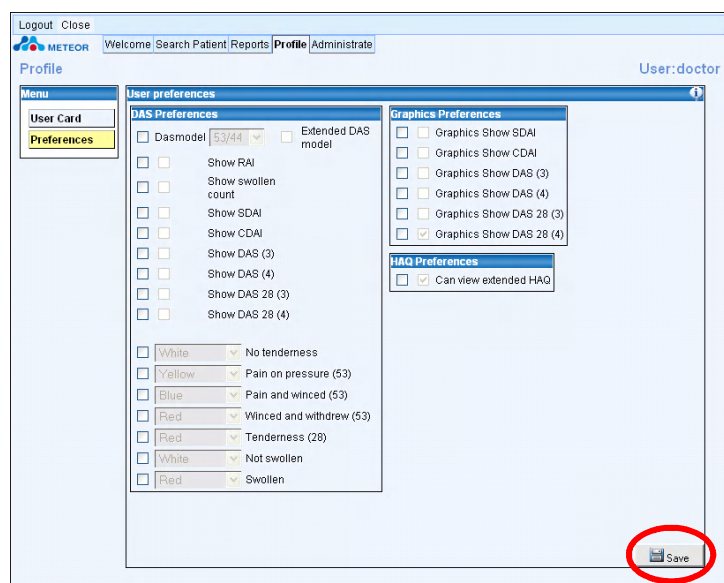 Logout Close
METEOR Welcome Search Patient Reports Profile Administrate
Profile User:doctor
Menu
User Card
Preferences
User preferences
DAS Preferences
Dasmodel 53/44 Extended DAS model
Show RAI
Show swollen count
Show SDAI
Show CDAI
Show DAS (3)
Show DAS (4)
Show DAS 28 (3)
Show DAS 28 (4)
White No tenderness
Yellow Pain on pressure (53)
Blue Pain and winced (53)
Red Winced and withdrew (53)
Red Tenderness (28)
White Not swollen
Red Swollen
Graphics Preferences
Graphics Show SDAI
Graphics Show CDAI
Graphics Show DAS (3)
Graphics Show DAS (4)
Graphics Show DAS 28 (3)
Graphics Show DAS 28 (4)
HAQ Preferences
Can view extended HAQ
Save